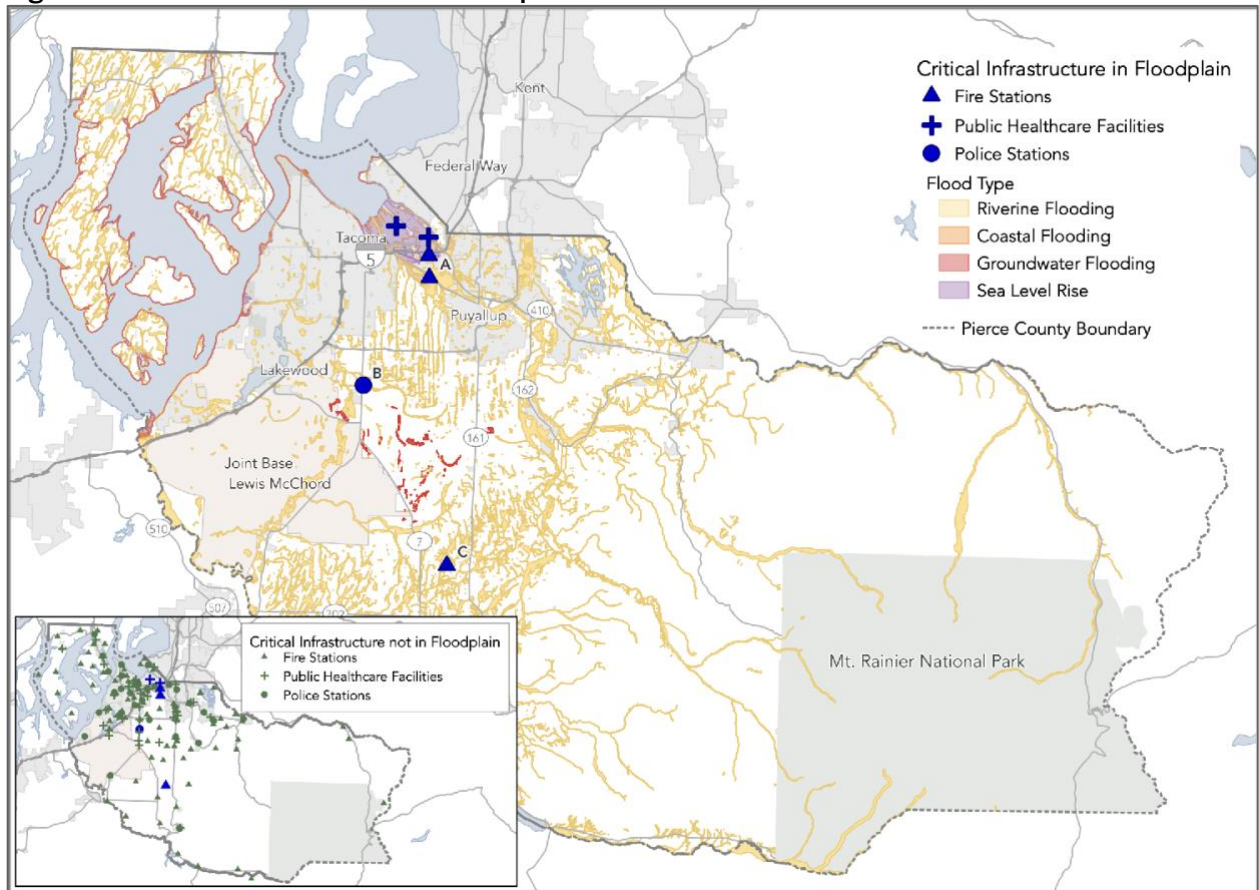 Kent
Federal Way
Tacoma
5
A
Puyallup
410
Lakewood
B
162
161
Joint Base
Lewis McChord
510
7
C
507
Mt. Rainier National Park
Critical Infrastructure in Floodplain
Fire Stations
Public Healthcare Facilities
Police Stations
Flood Type
Riverine Flooding
Coastal Flooding
Groundwater Flooding
Sea Level Rise
Pierce County Boundary
Critical Infrastructure not in Floodplain
Fire Stations
Public Healthcare Facilities
Police Stations